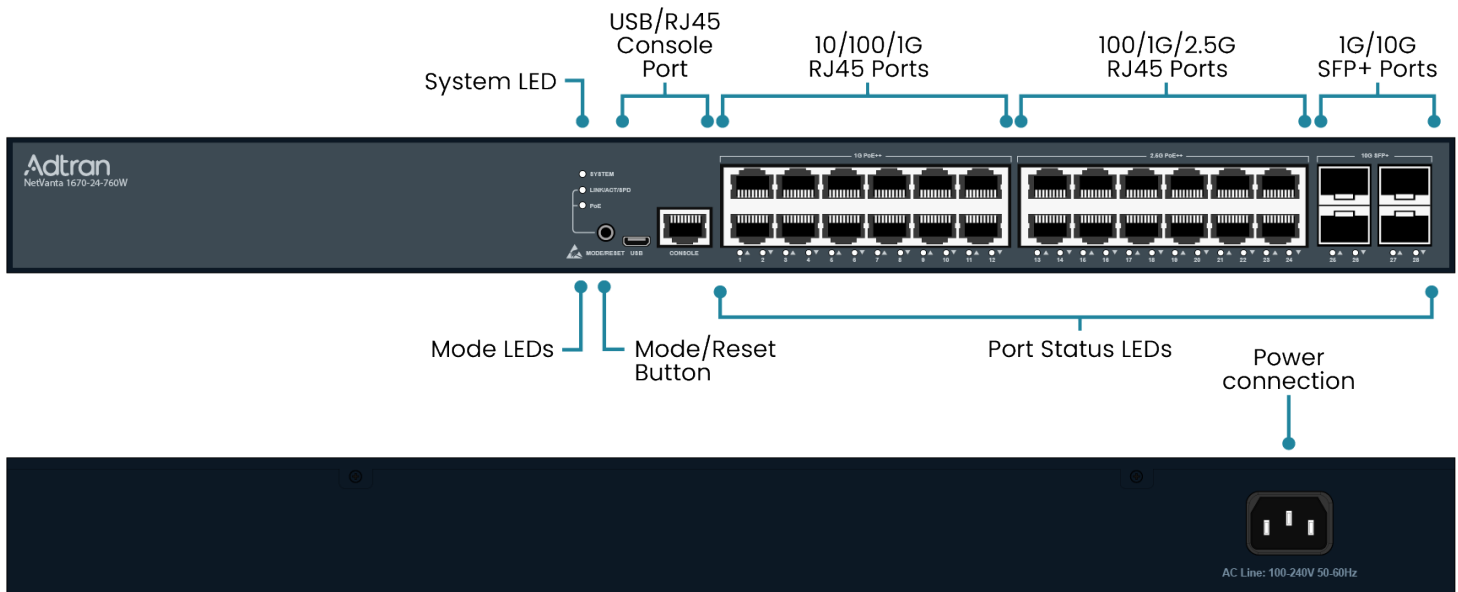 USB/RJ45
Console
Port
10/100/1G
RJ45 Ports
100/1G/2.5G
RJ45 Ports
1G/10G
SFP+ Ports
System LED
Adtran
NetVanta 1670-24-760W
SYSTEM
LINK/ACT/SPD
PoE
MODE/RESET
USB
CONSOLE
1G PoE++
2.5G PoE++
10G SFP+
1 2 3 4 5 6 7 8 9 10 11 12
13 14 15 16 17 18 19 20 21 22 23 24
25 26 27 28
Mode LEDs
Mode/Reset
Button
Port Status LEDs
Power
connection
AC Line: 100-240V 50-60Hz